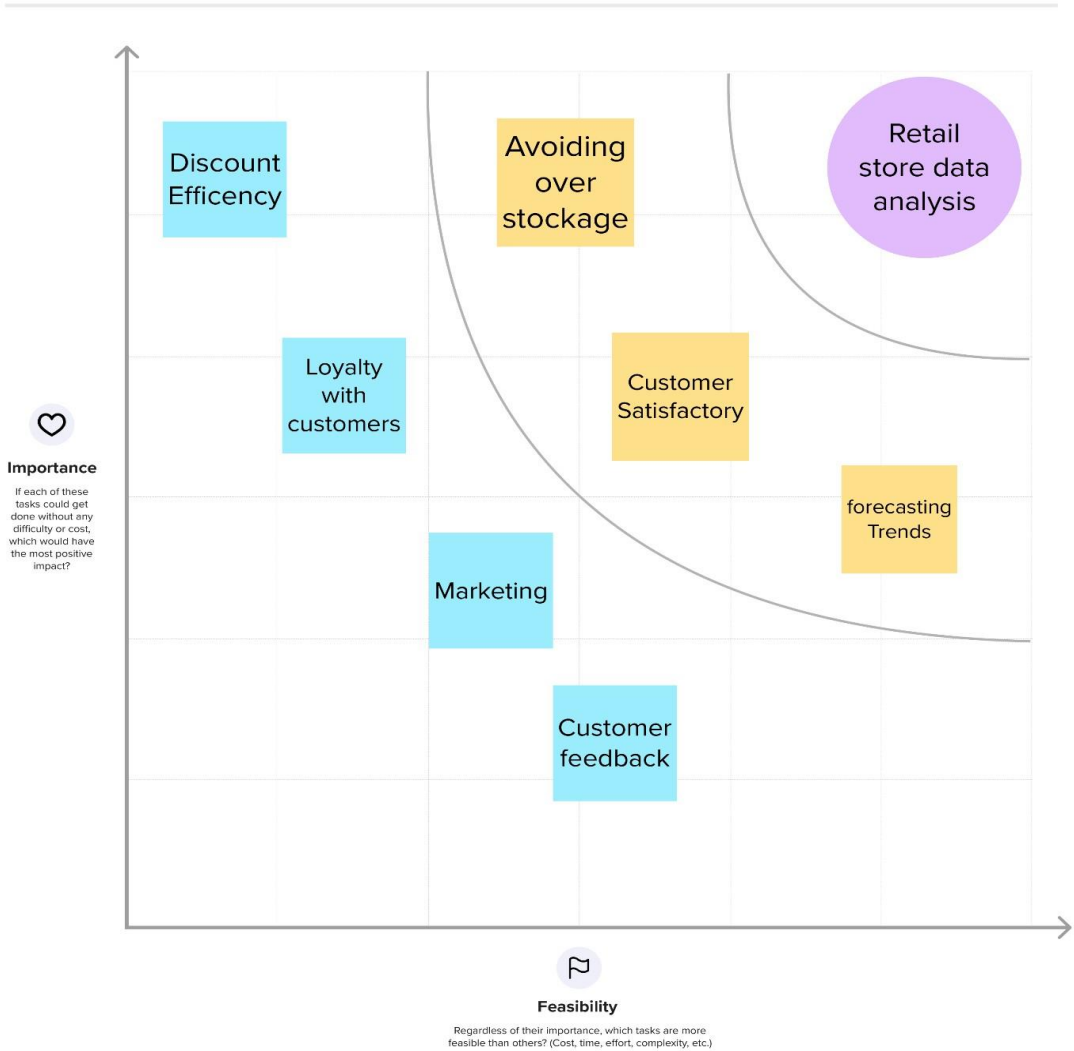 Discount
Efficency
Avoiding
over
stockage
Retail
store data
analysis
Loyalty
with
customers
Customer
Satisfactory
forecasting
Trends
Marketing
Customer
feedback
Importance
If each of these
tasks could get
done without any
difficulty or cost,
which would have
the most positive
impact?
Feasibility
Regardless of their importance, which tasks are more
feasible than others? (Cost, time, effort, complexity, etc.)